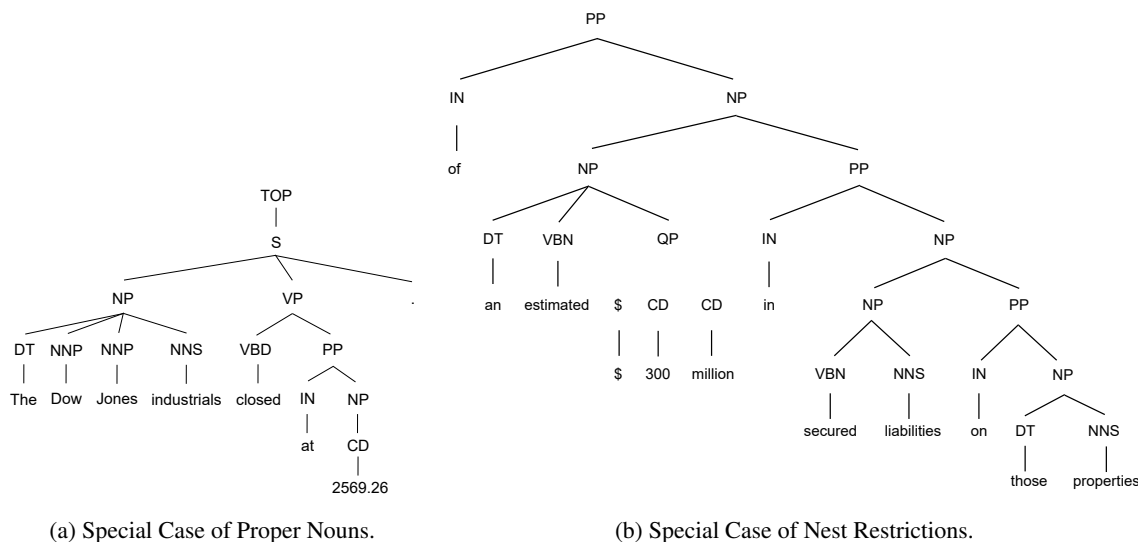 TOP
S
NP VP .
DT NNP NNP NNS VBD PP
The Dow Jones industrials closed IN NP
at CD
2569.26
(a) Special Case of Proper Nouns.
PP
IN NP
of NP PP
DT VBN QP IN NP
an estimated $ CD CD in NP PP
$ 300 million VBN NNS IN NP
secured liabilities on DT NNS
those properties
(b) Special Case of Nest Restrictions.